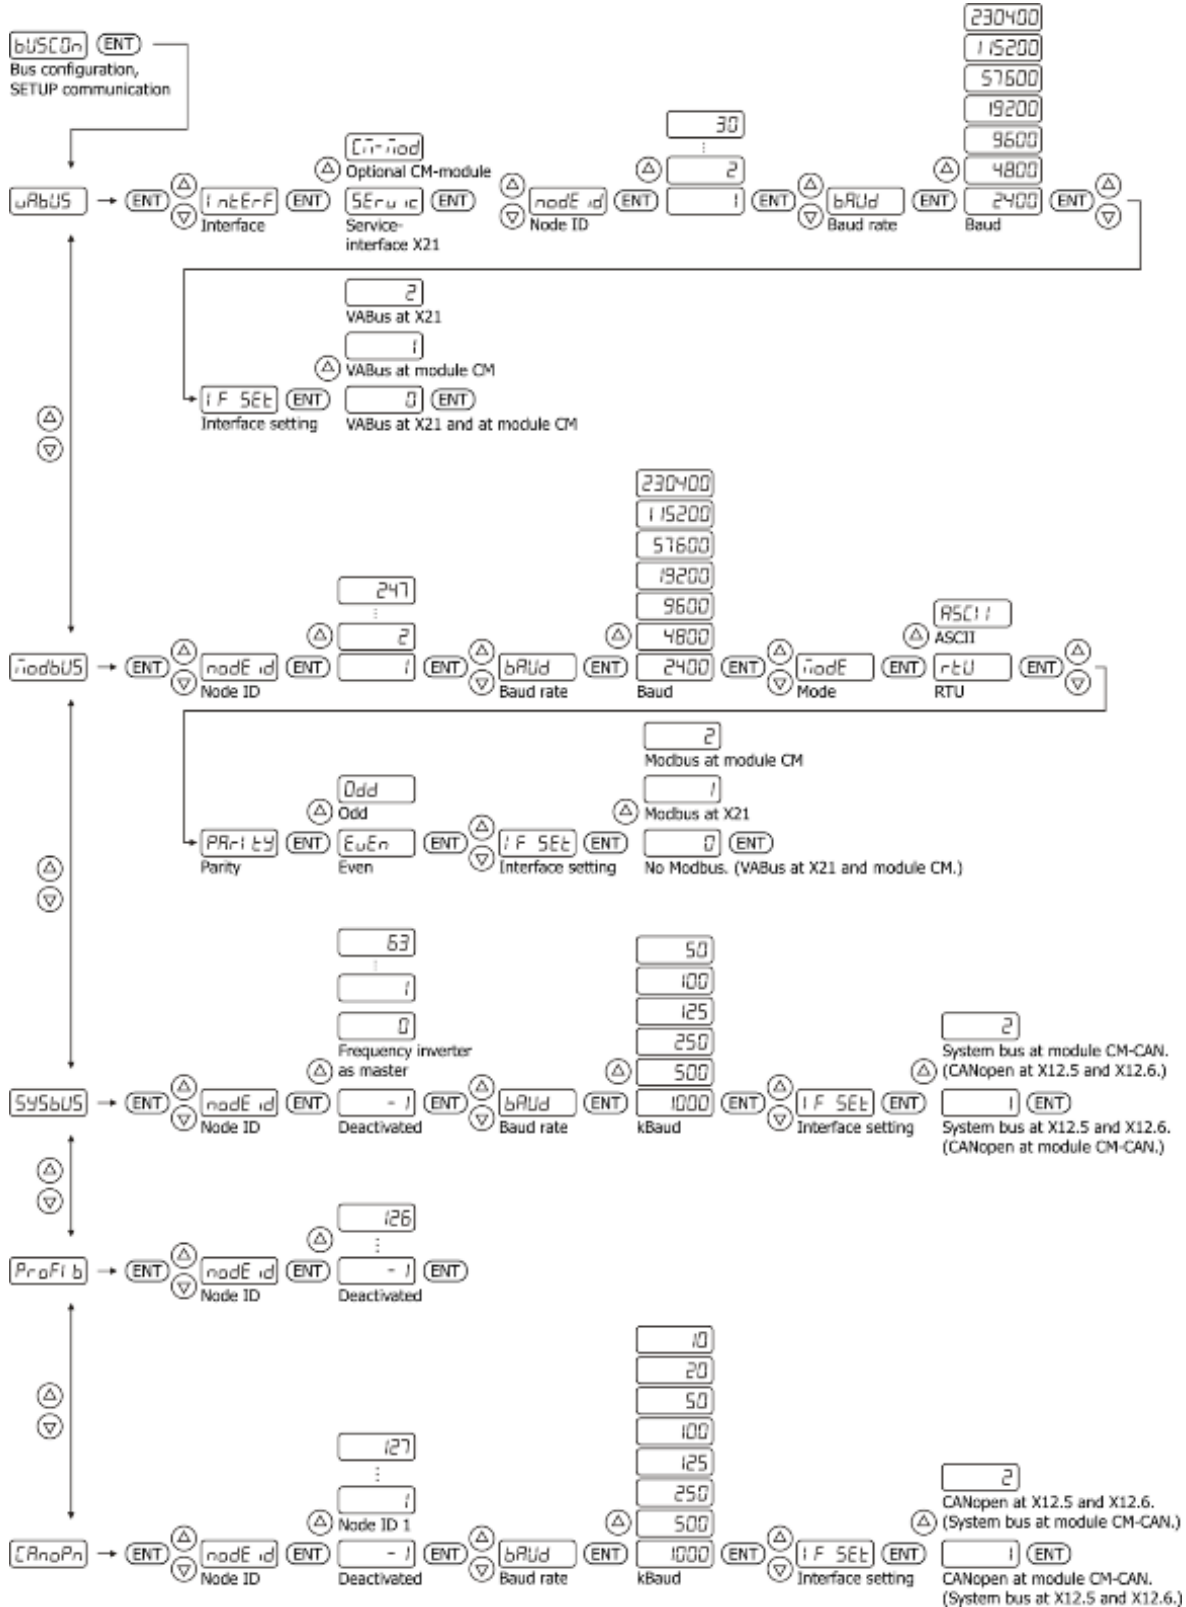 bUSCOn ENT
Bus configuration,
SETUP communication
230400
115200
57600
19200
9600
4800
30
⋮
2
Cm-mod
Optional CM-module
vAbUS ENT IntErF ENT SErvic ENT nodE id ENT 1 ENT bAUd ENT 2400 ENT
Interface
Service-
interface X21
Node ID
Baud rate
Baud
2
VABus at X21
1
VABus at module CM
IF SEt ENT 0 ENT
Interface setting
VABus at X21 and at module CM
230400
115200
57600
19200
9600
4800
247
⋮
2
ASCII
ASCII
modbUS ENT nodE id ENT 1 ENT bAUd ENT 2400 ENT modE ENT rtU ENT
Node ID
Baud rate
Baud
Mode
RTU
2
Modbus at module CM
1
Modbus at X21
Odd
Odd
PAritY ENT EvEn ENT IF SEt ENT 0 ENT
Parity
Even
Interface setting
No Modbus. (VABus at X21 and module CM.)
63
⋮
1
0
Frequency inverter
as master
50
100
125
250
500
2
System bus at module CM-CAN.
(CANopen at X12.5 and X12.6.)
SYSbUS ENT nodE id ENT -1 ENT bAUd ENT 1000 ENT IF SEt ENT 1 ENT
Node ID
Deactivated
Baud rate
kBaud
Interface setting
System bus at X12.5 and X12.6.
(CANopen at module CM-CAN.)
126
⋮
ProFib ENT nodE id ENT -1 ENT
Node ID
Deactivated
10
20
50
100
125
250
500
127
⋮
1
Node ID 1
2
CANopen at X12.5 and X12.6.
(System bus at module CM-CAN.)
CAnoPn ENT nodE id ENT -1 ENT bAUd ENT 1000 ENT IF SEt ENT 1 ENT
Node ID
Deactivated
Baud rate
kBaud
Interface setting
CANopen at module CM-CAN.
(System bus at X12.5 and X12.6.)